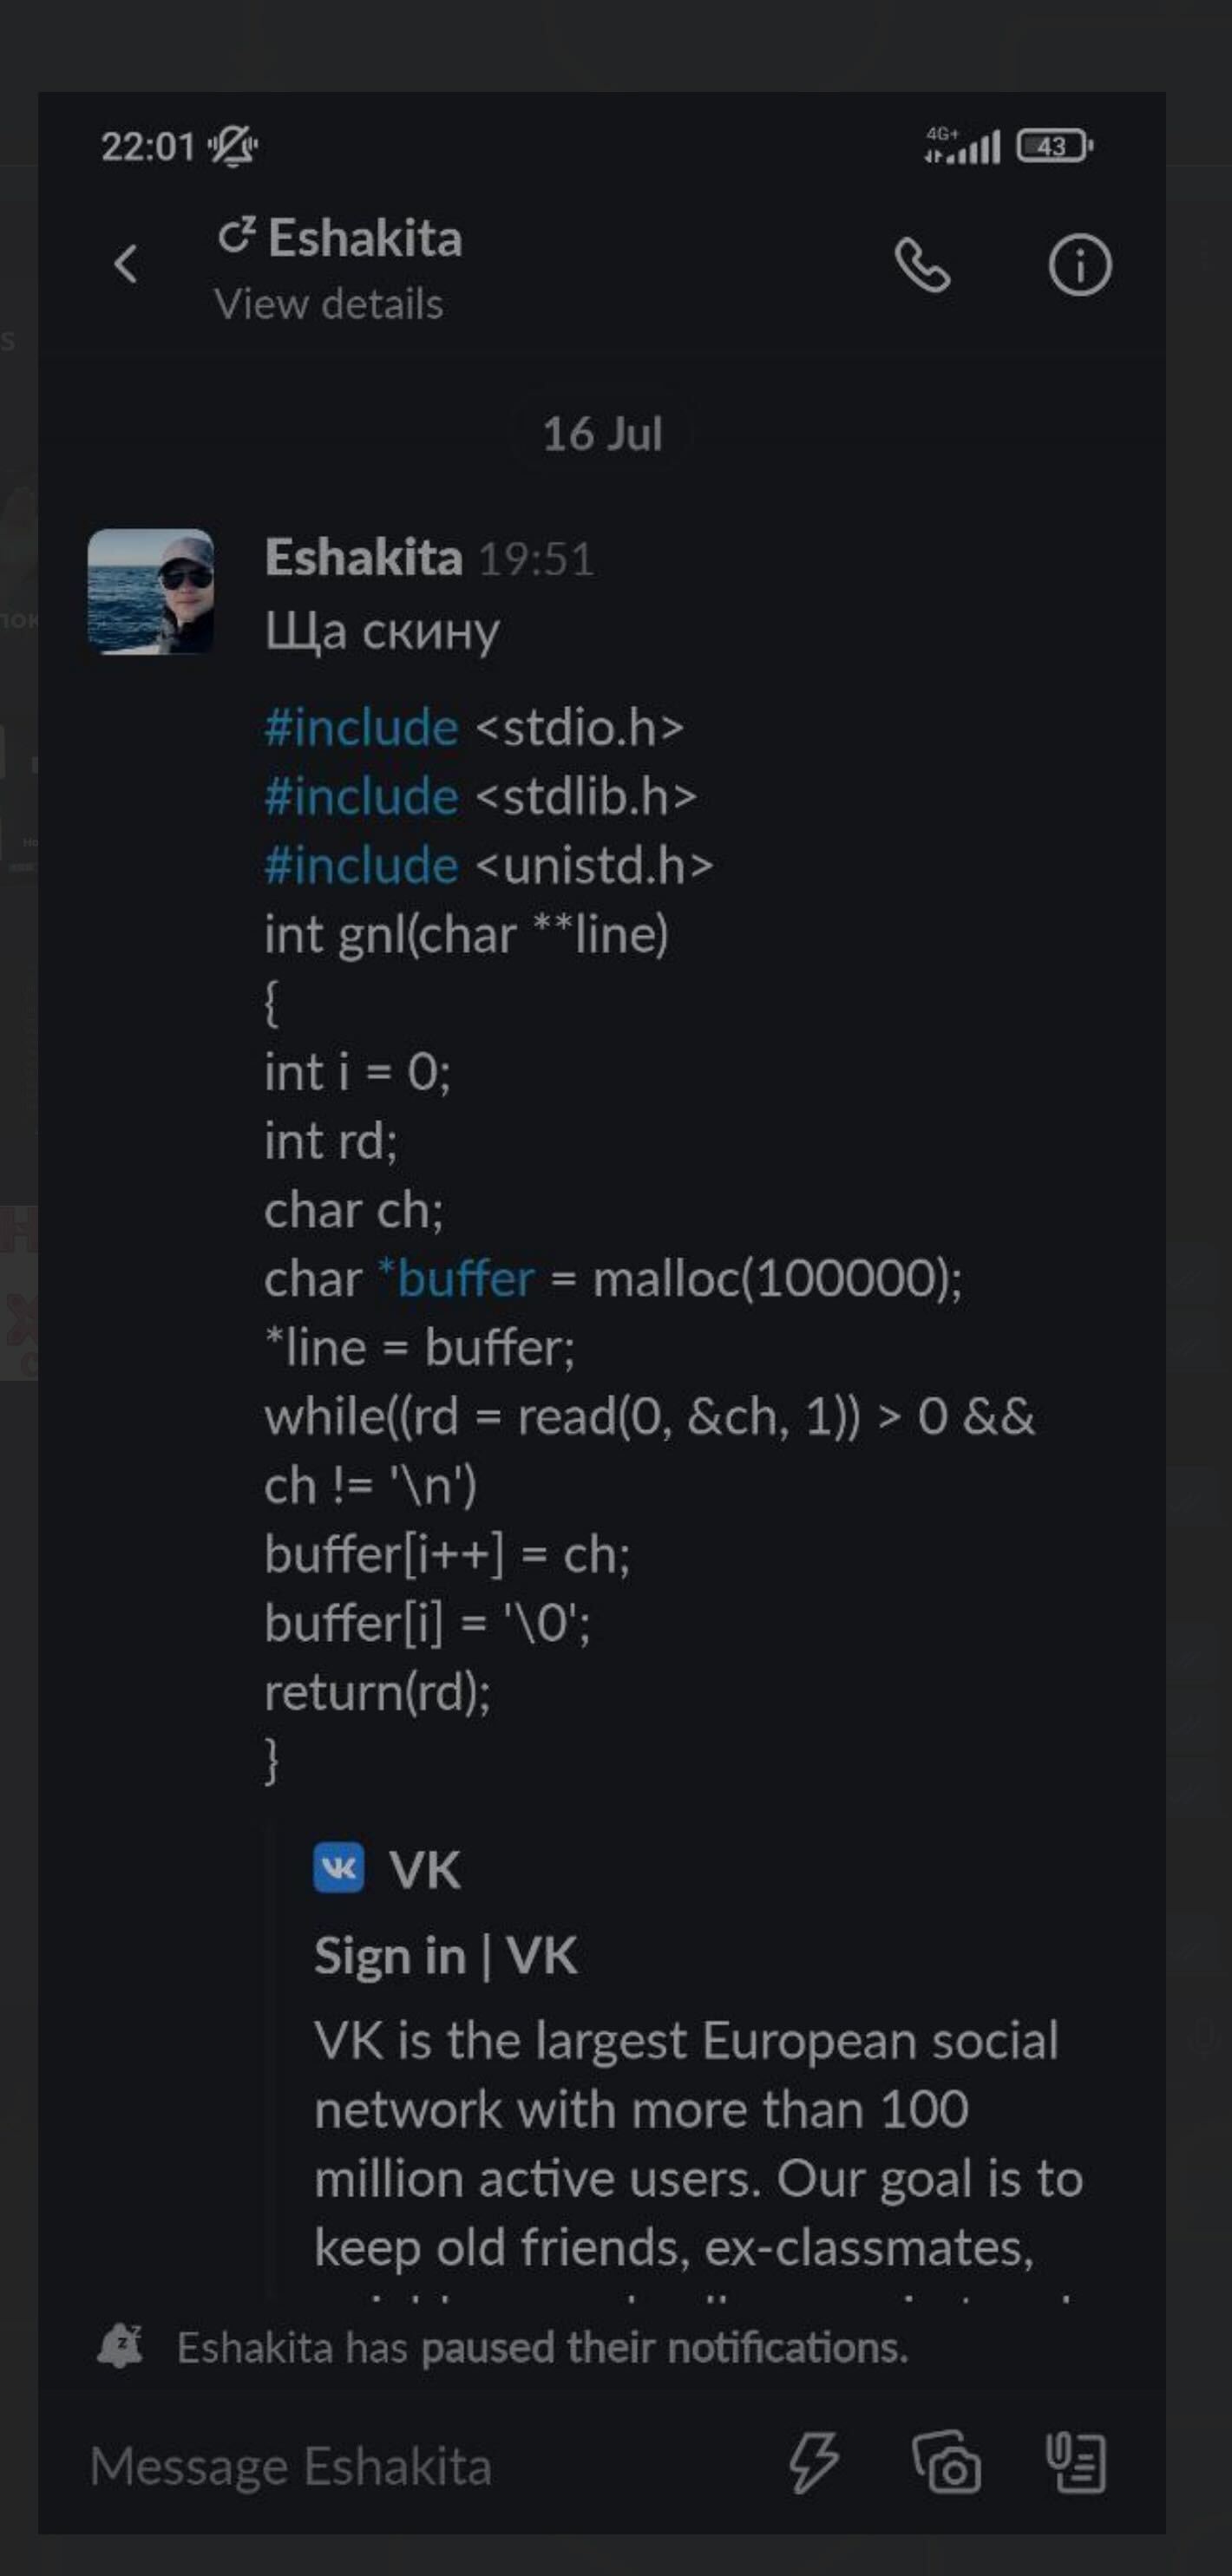 22:01
4G+
43
Eshakita
View details
16 Jul
Eshakita 19:51
Ща скину
#include <stdio.h>
#include <stdlib.h>
#include <unistd.h>
int gnl(char **line)
{
int i = 0;
int rd;
char ch;
char *buffer = malloc(100000);
*line = buffer;
while((rd = read(0, &ch, 1)) > 0 &&
ch != '\n')
buffer[i++] = ch;
buffer[i] = '\0';
return(rd);
}
VK
Sign in | VK
VK is the largest European social
network with more than 100
million active users. Our goal is to
keep old friends, ex-classmates,
Eshakita has paused their notifications.
Message Eshakita